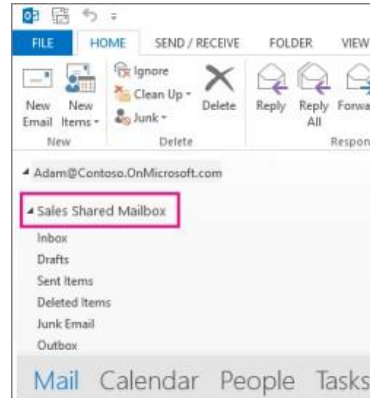 FILE HOME SEND / RECEIVE FOLDER VIEW
Ignore
Clean Up
Junk
New Email
New Items
Delete
Reply
Reply All
Forwa
New Delete Respon
Adam@Contoso.OnMicrosoft.com
Sales Shared Mailbox
Inbox
Drafts
Sent Items
Deleted Items
Junk Email
Outbox
Mail Calendar People Tasks